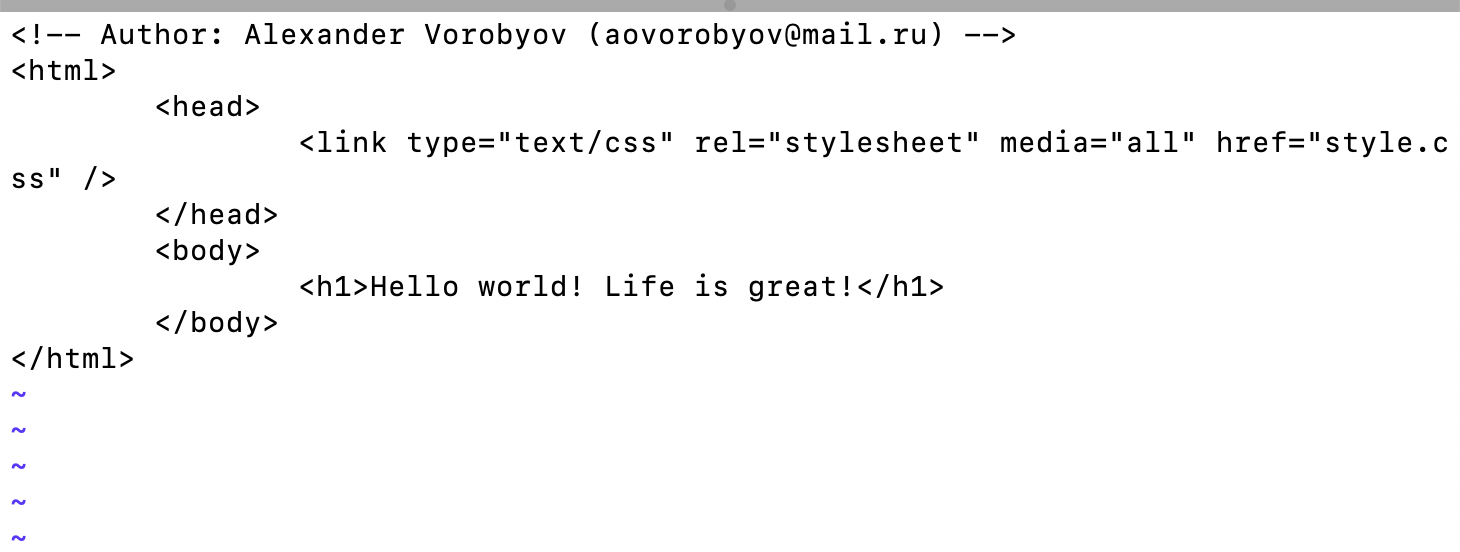 <!-- Author: Alexander Vorobyov (aovorobyov@mail.ru) -->
<html>
        <head>
                <link type="text/css" rel="stylesheet" media="all" href="style.c
ss" />
        </head>
        <body>
                <h1>Hello world! Life is great!</h1>
        </body>
</html>
~
~
~
~
~